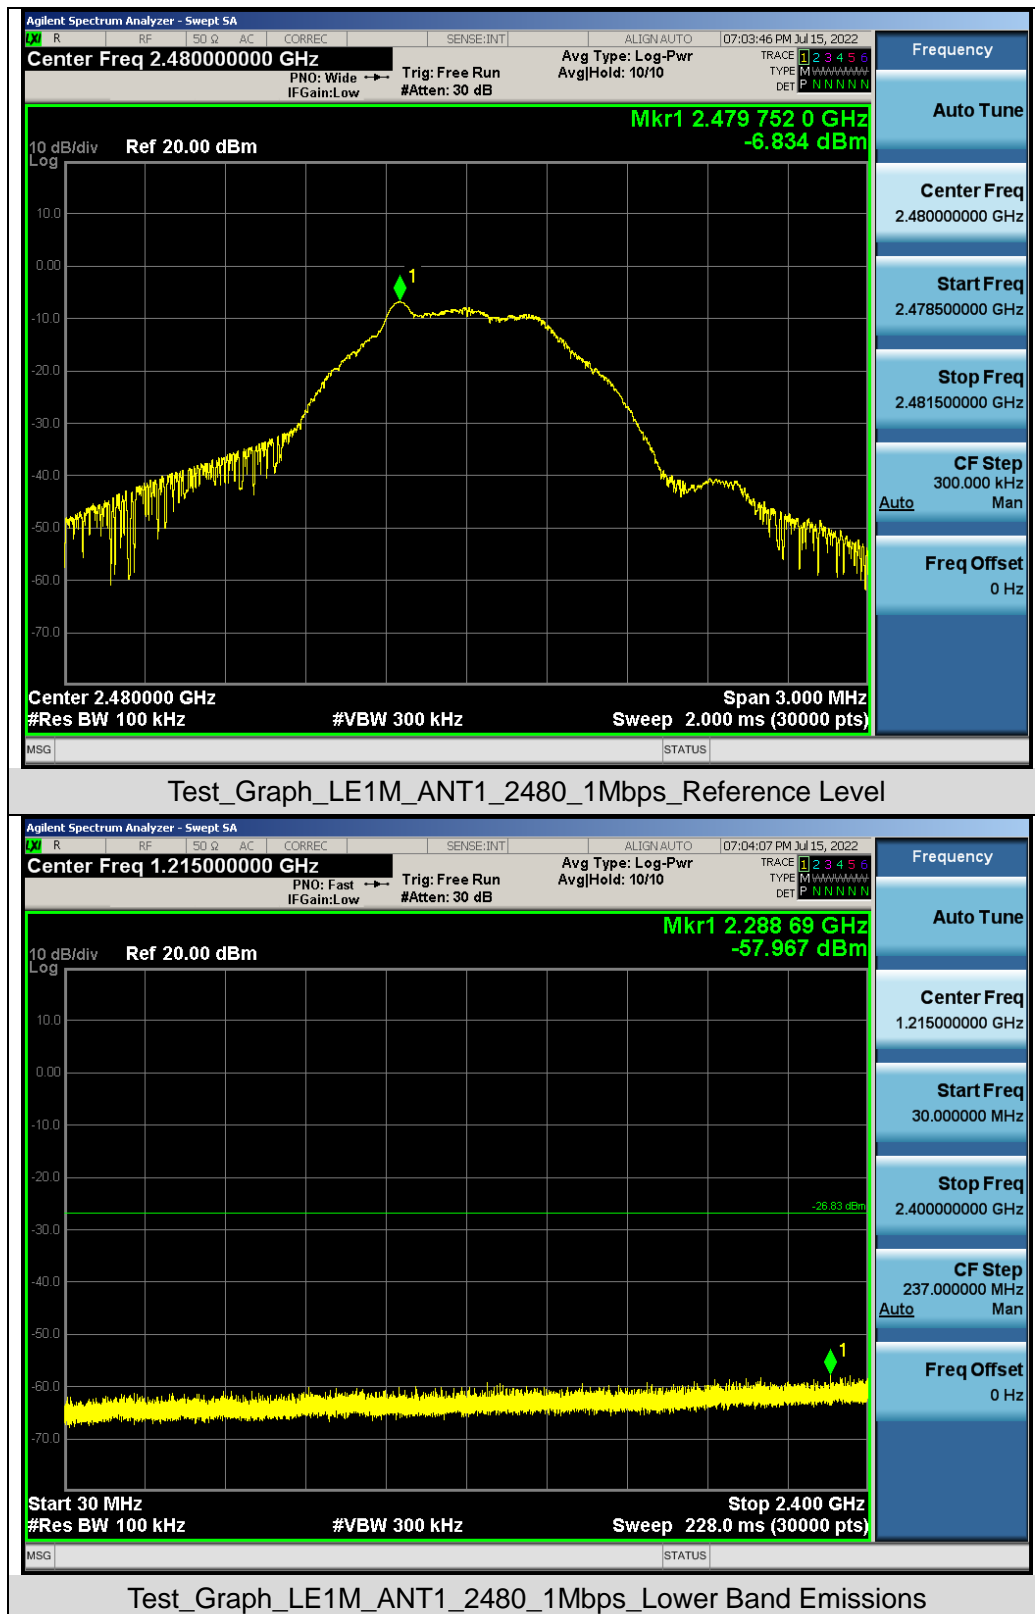 Agilent Spectrum Analyzer - Swept SA
LXI R RF 50 Ω AC CORREC SENSE:INT ALIGN AUTO 07:03:46 PM Jul 15, 2022
Center Freq 2.480000000 GHz
PNO: Wide
IFGain:Low
Trig: Free Run
#Atten: 30 dB
Avg Type: Log-Pwr
Avg|Hold: 10/10
TRACE 1 2 3 4 5 6
TYPE M
DET P N N N N N
Mkr1 2.479 752 0 GHz
-6.834 dBm
10 dB/div Ref 20.00 dBm
Log
10.0
0.00
1
-10.0
-20.0
-30.0
-40.0
-50.0
-60.0
-70.0
Center 2.480000 GHz Span 3.000 MHz
#Res BW 100 kHz #VBW 300 kHz Sweep 2.000 ms (30000 pts)
MSG STATUS
Frequency
Auto Tune
Center Freq
2.480000000 GHz
Start Freq
2.478500000 GHz
Stop Freq
2.481500000 GHz
CF Step
300.000 kHz
Auto Man
Freq Offset
0 Hz
Test_Graph_LE1M_ANT1_2480_1Mbps_Reference Level
Agilent Spectrum Analyzer - Swept SA
LXI R RF 50 Ω AC CORREC SENSE:INT ALIGN AUTO 07:04:07 PM Jul 15, 2022
Center Freq 1.215000000 GHz
PNO: Fast
IFGain:Low
Trig: Free Run
#Atten: 30 dB
Avg Type: Log-Pwr
Avg|Hold: 10/10
TRACE 1 2 3 4 5 6
TYPE M
DET P N N N N N
Mkr1 2.288 69 GHz
-57.967 dBm
10 dB/div Ref 20.00 dBm
Log
10.0
0.00
-10.0
-20.0
-26.83 dBm
-30.0
-40.0
-50.0
1
-60.0
-70.0
Start 30 MHz Stop 2.400 GHz
#Res BW 100 kHz #VBW 300 kHz Sweep 228.0 ms (30000 pts)
MSG STATUS
Frequency
Auto Tune
Center Freq
1.215000000 GHz
Start Freq
30.000000 MHz
Stop Freq
2.400000000 GHz
CF Step
237.000000 MHz
Auto Man
Freq Offset
0 Hz
Test_Graph_LE1M_ANT1_2480_1Mbps_Lower Band Emissions